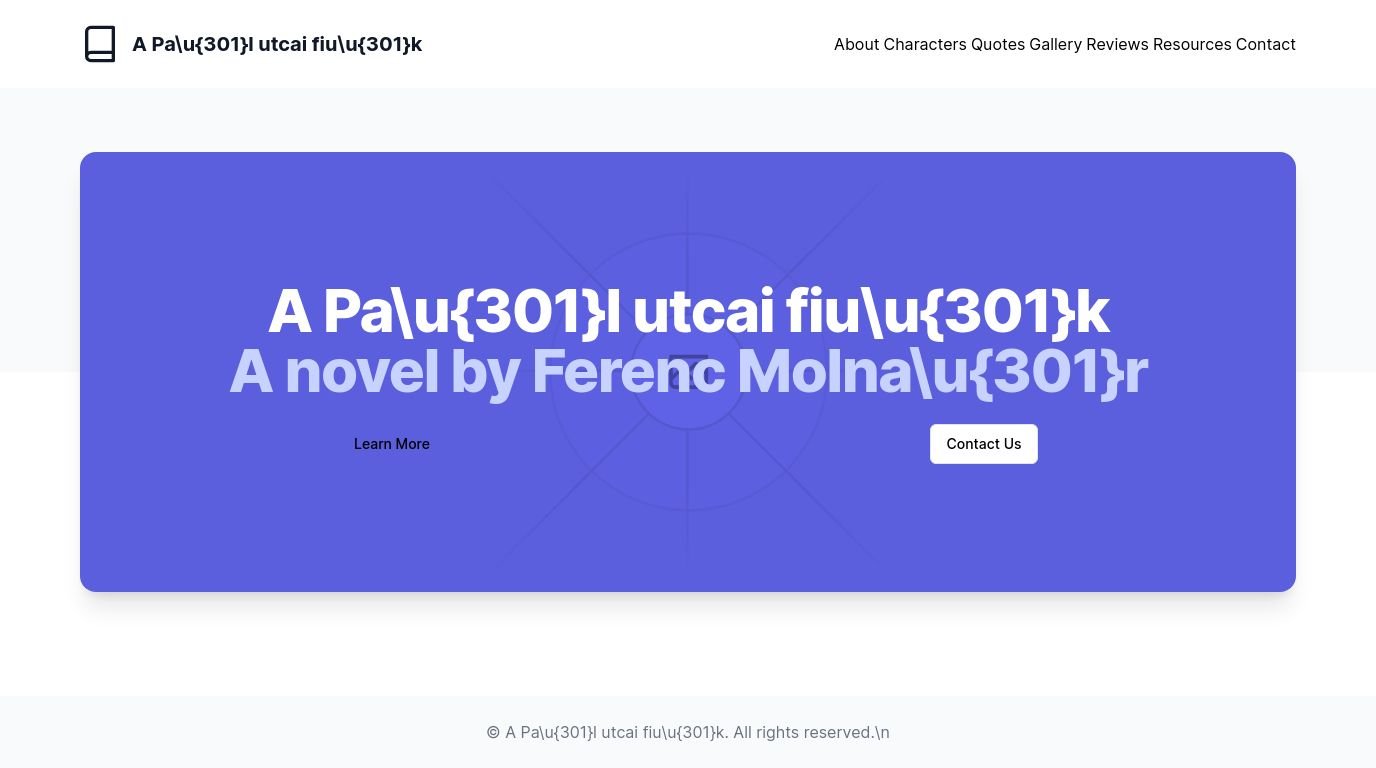 A Pa\u{301}l utcai fiu\u{301}k
About Characters Quotes Gallery Reviews Resources Contact
A Pa\u{301}l utcai fiu\u{301}k
A novel by Ferenc Molna\u{301}r
Learn More
Contact Us
© A Pa\u{301}l utcai fiu\u{301}k. All rights reserved.\n